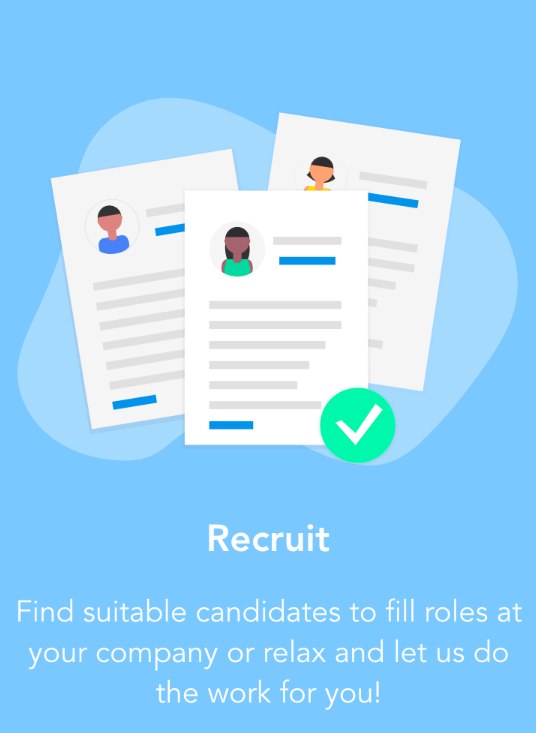 Recruit
Find suitable candidates to fill roles at
your company or relax and let us do
the work for you!